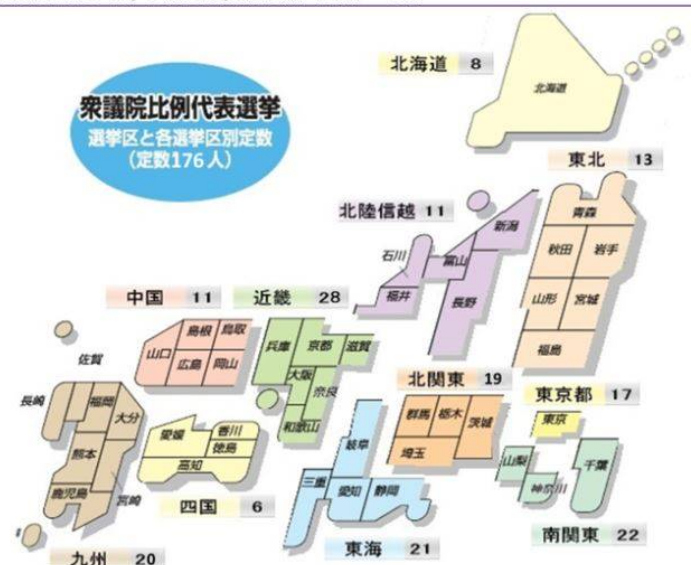 衆議院比例代表選挙
選挙区と各選挙区別定数
(定数176人)
北海道 8
北海道
東北 13
青森
秋田 岩手
山形 宮城
福島
北陸信越 11
新潟
石川
富山
福井
長野
中国 11
島根 鳥取
山口 広島 岡山
近畿 28
兵庫 京都 滋賀
大阪
奈良
和歌山
北関東 19
群馬 栃木 茨城
埼玉
東京都 17
東京
山梨
神奈川
千葉
南関東 22
岐阜
三重 愛知 静岡
東海 21
愛媛 香川
徳島
高知
四国 6
佐賀
長崎 福岡 大分
熊本
鹿児島 宮崎
九州 20